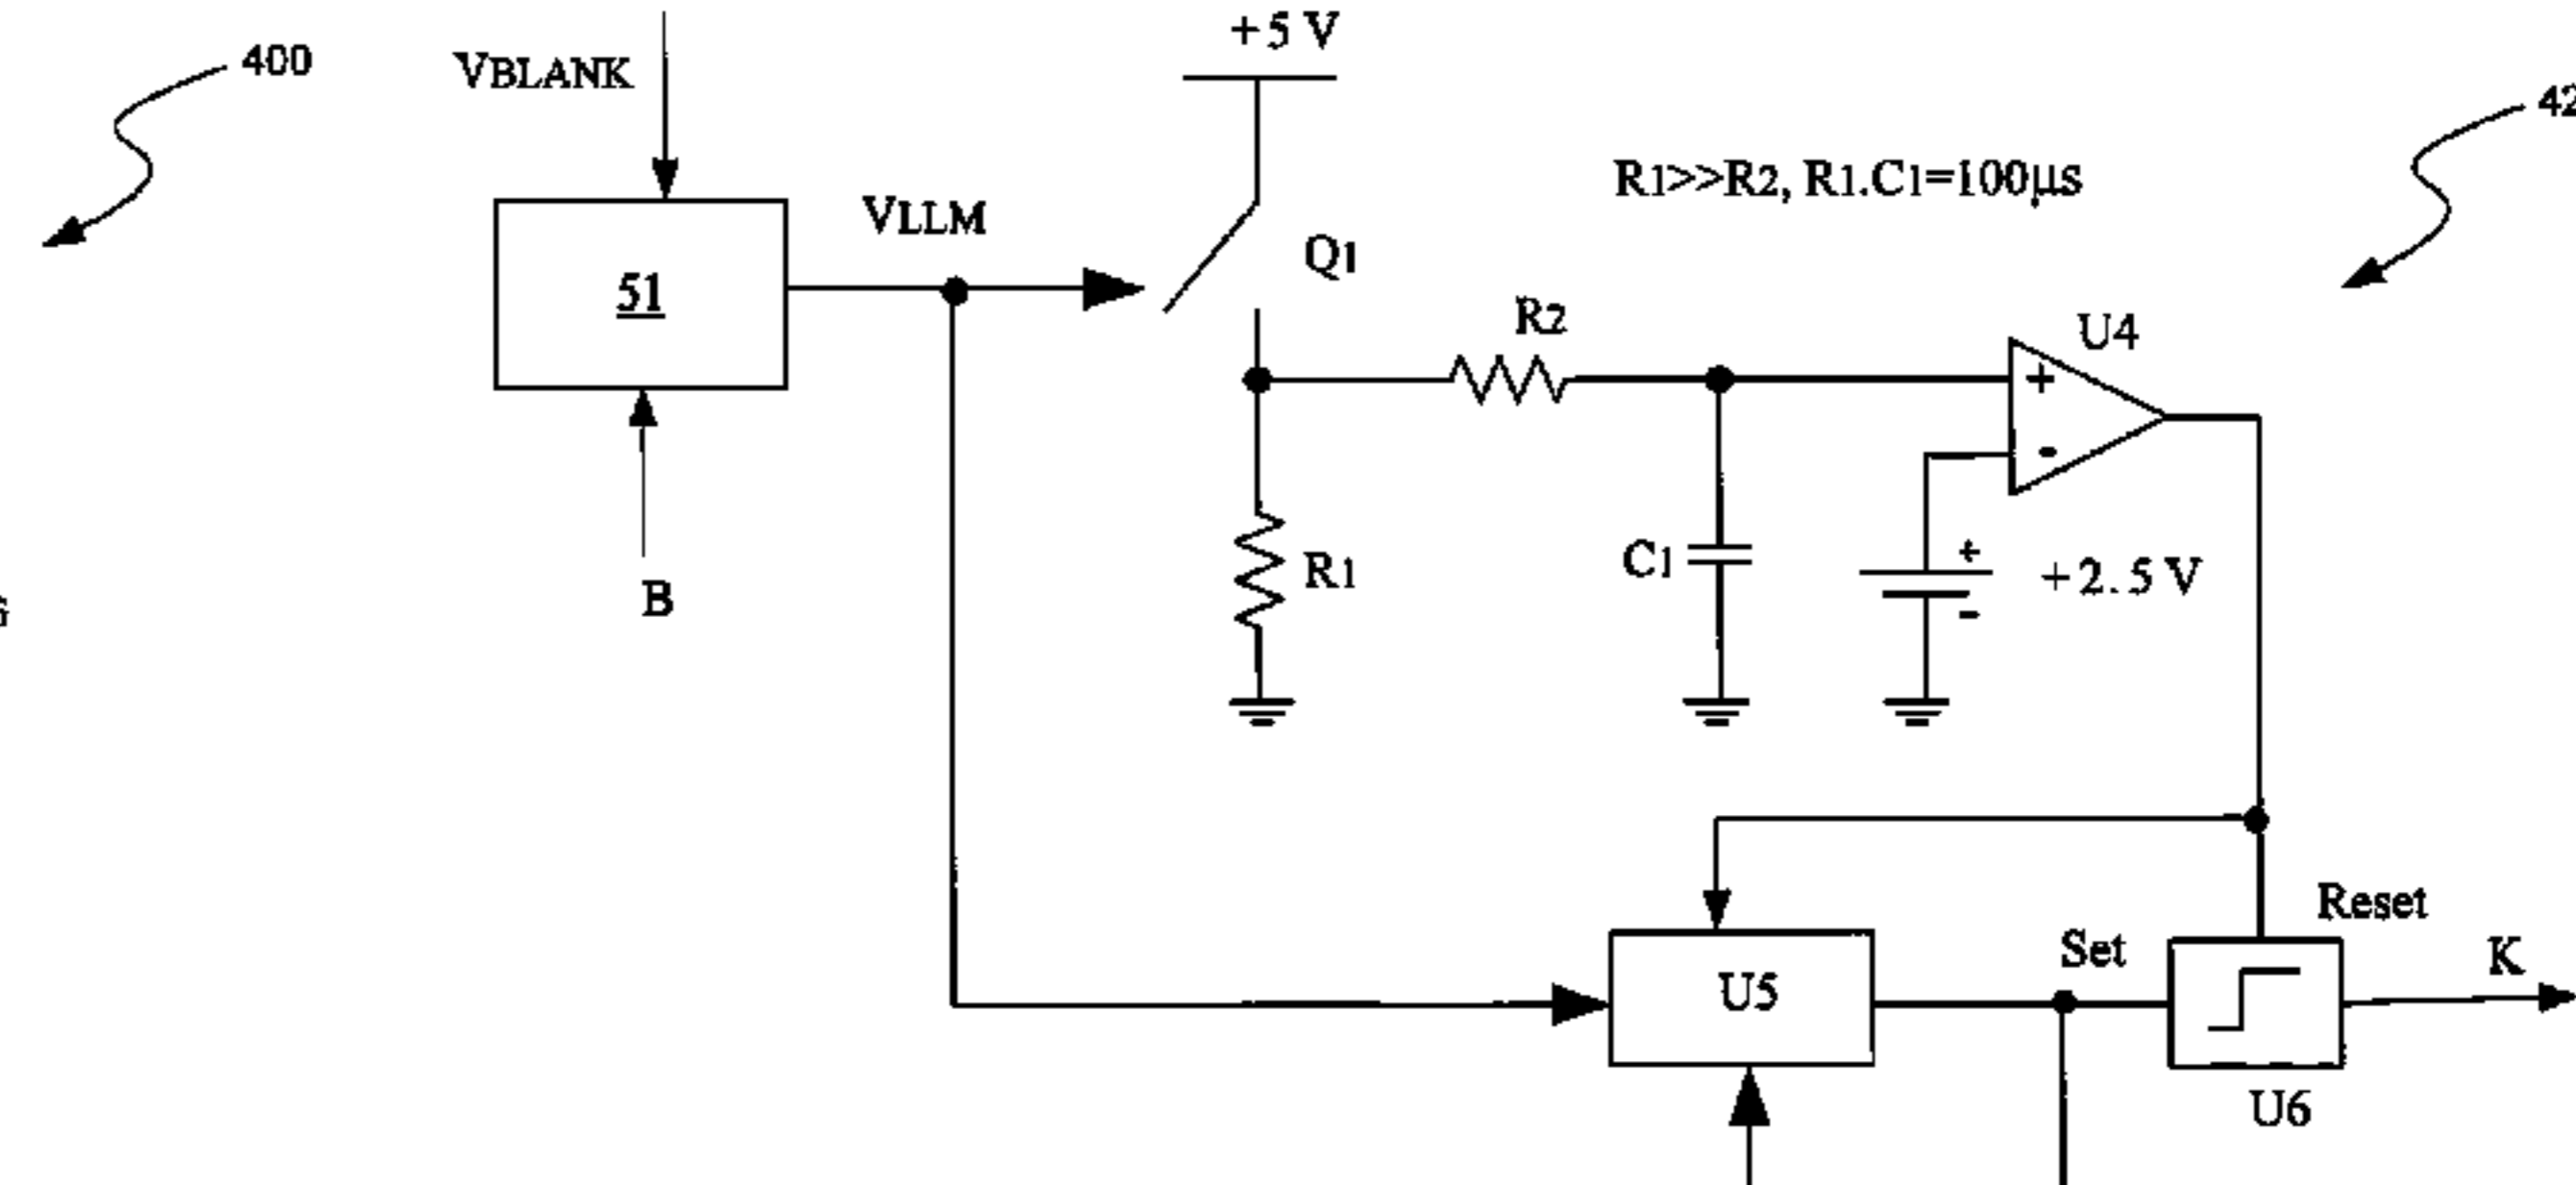 +5 V
400
VBLANK
42
R1>>R2, R1.C1=100µs
VLLM
Q1
51
R2
U4
+
-
R1
C1
+
+2.5 V
-
B
Reset
Set
K
U5
U6